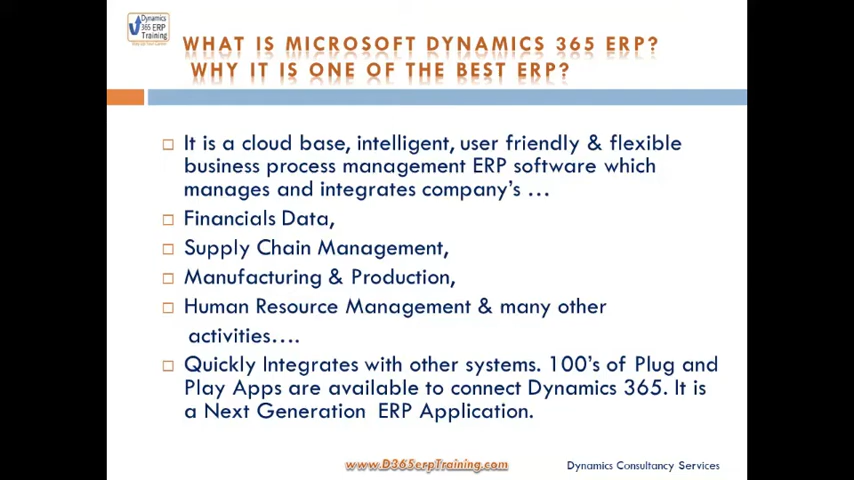 Dynamics
365 ERP
Training
WHAT IS MICROSOFT DYNAMICS 365 ERP?
WHY IT IS ONE OF THE BEST ERP?
It is a cloud base, intelligent, user friendly & flexible
business process management ERP software which
manages and integrates company's ...
Financials Data,
Supply Chain Management,
Manufacturing & Production,
Human Resource Management & many other
activities....
Quickly Integrates with other systems. 100's of Plug and
Play Apps are available to connect Dynamics 365. It is
a Next Generation ERP Application.
www.D365erpTraining.com
Dynamics Consultancy Services